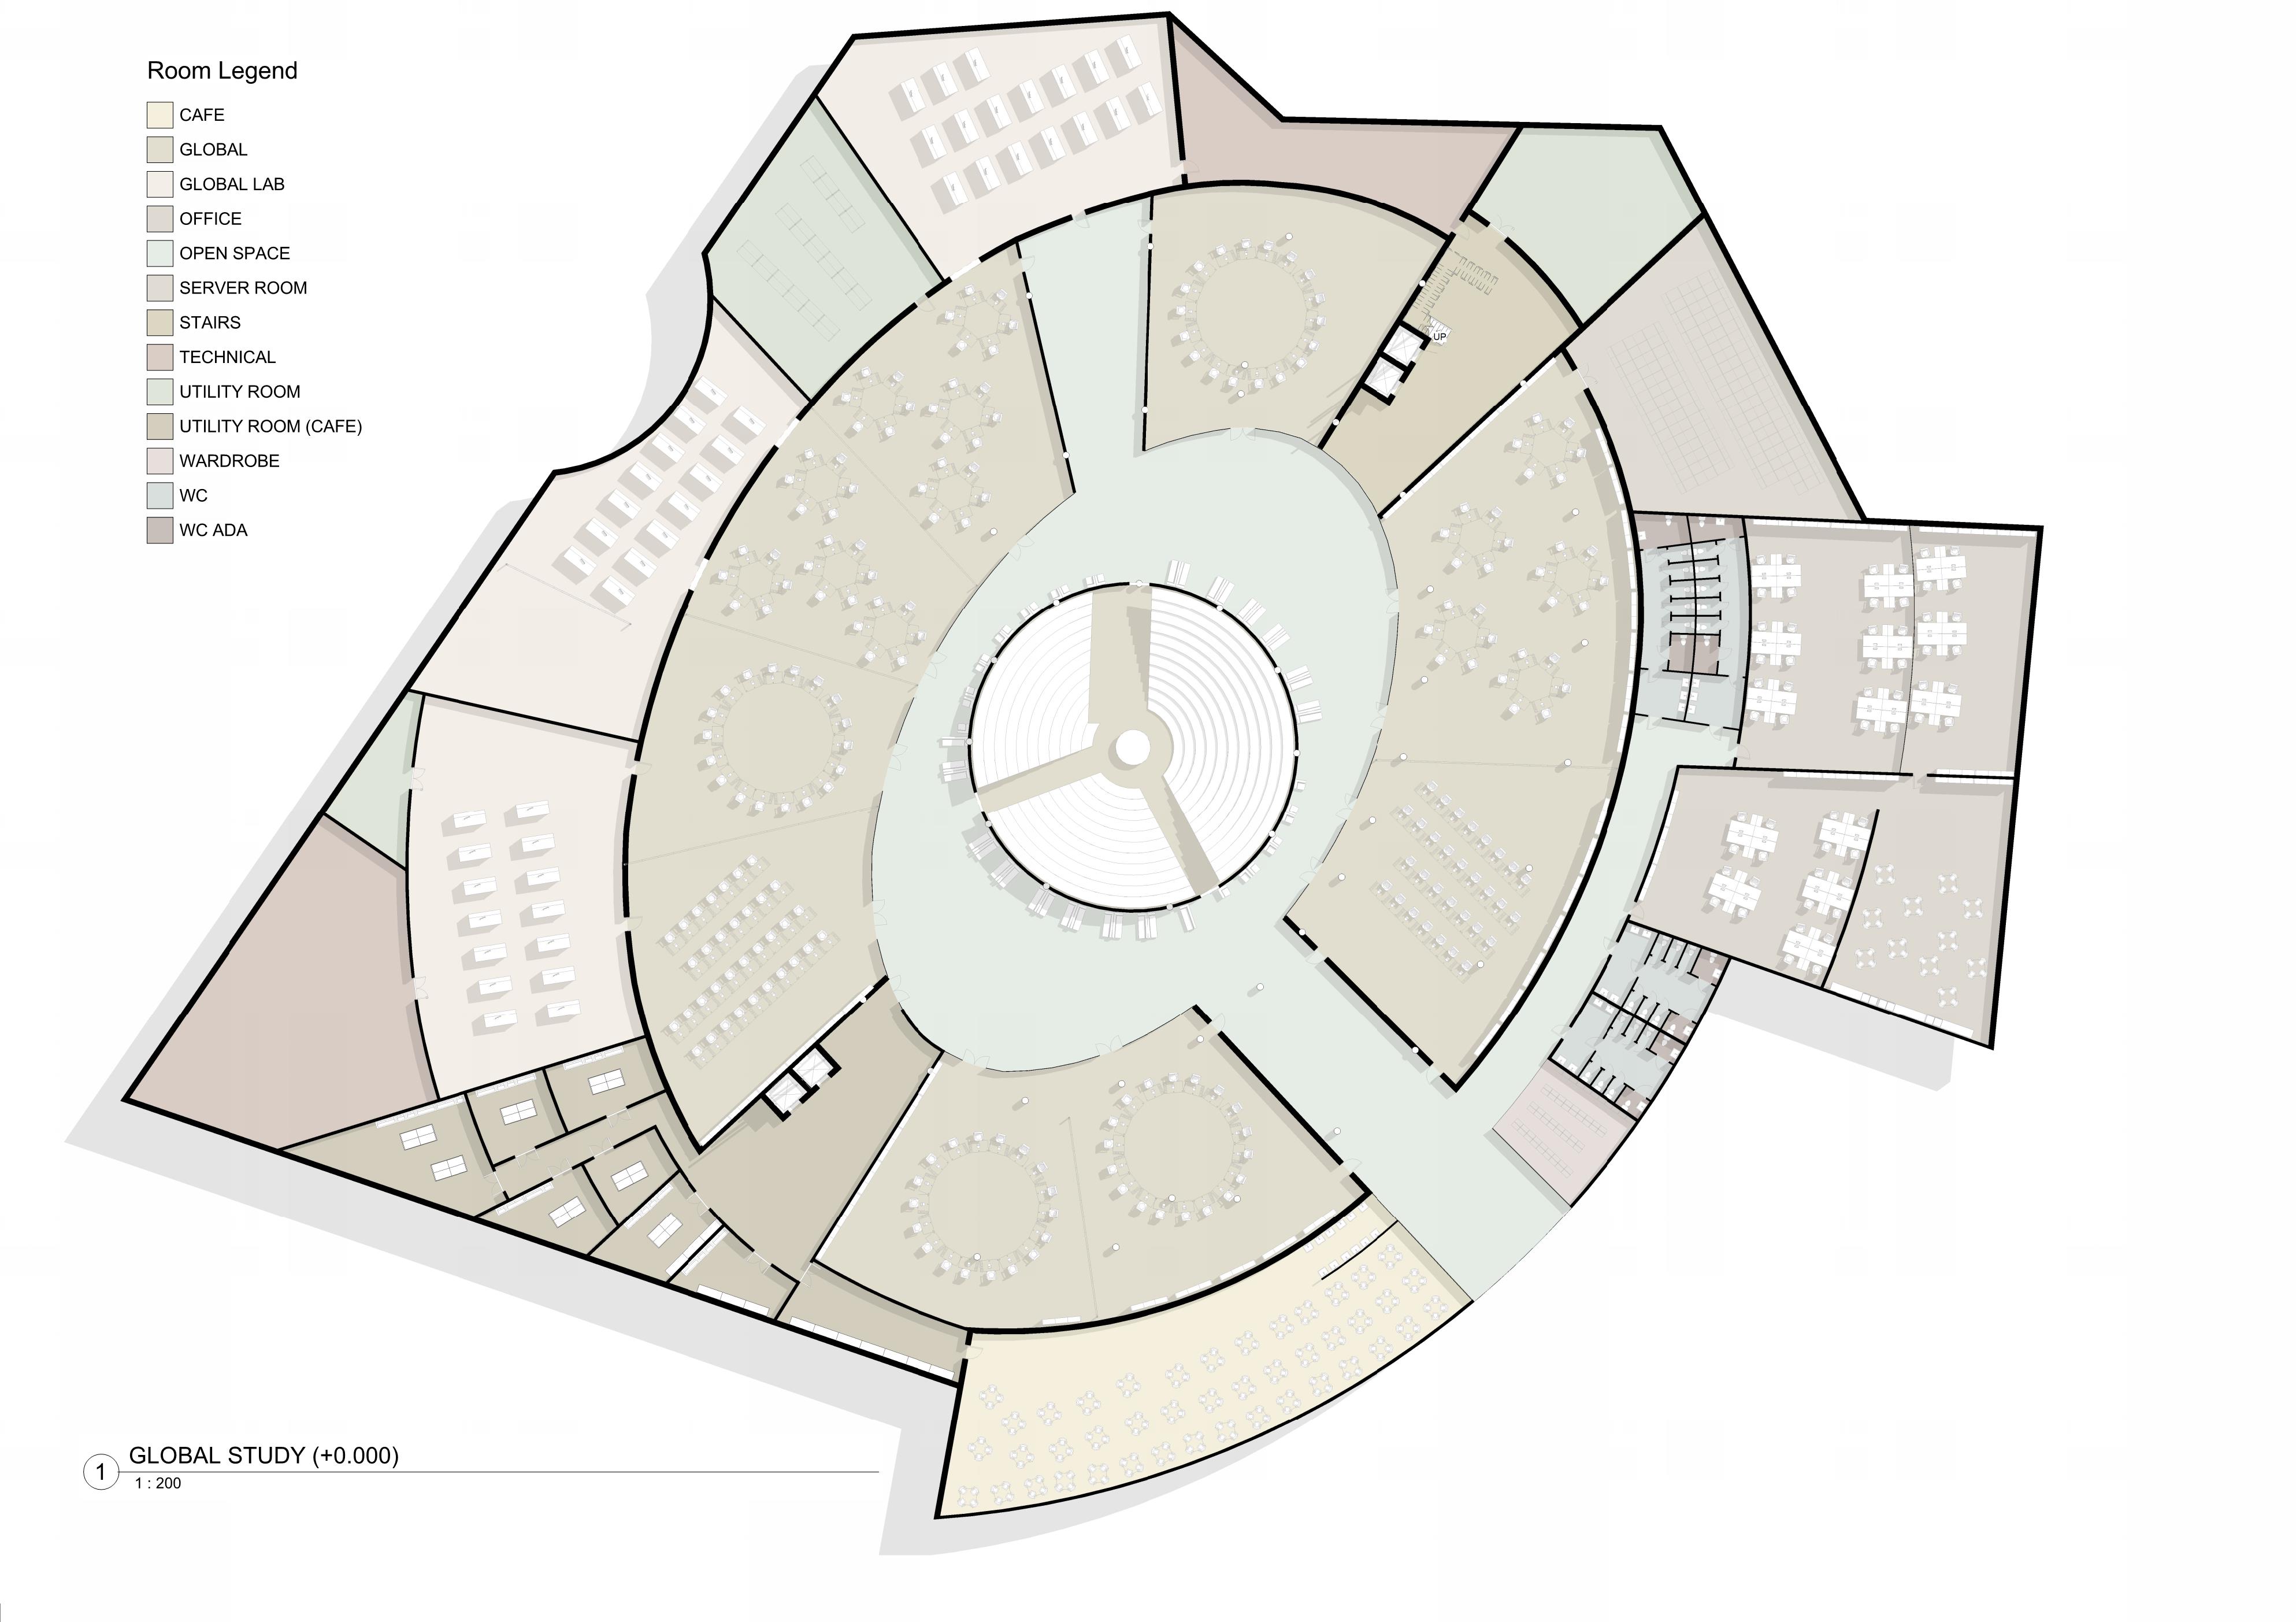 Room Legend
CAFE
GLOBAL
GLOBAL LAB
OFFICE
OPEN SPACE
SERVER ROOM
STAIRS
TECHNICAL
UTILITY ROOM
UTILITY ROOM (CAFE)
WARDROBE
WC
WC ADA
UP
1
GLOBAL STUDY (+0.000)
1 : 200